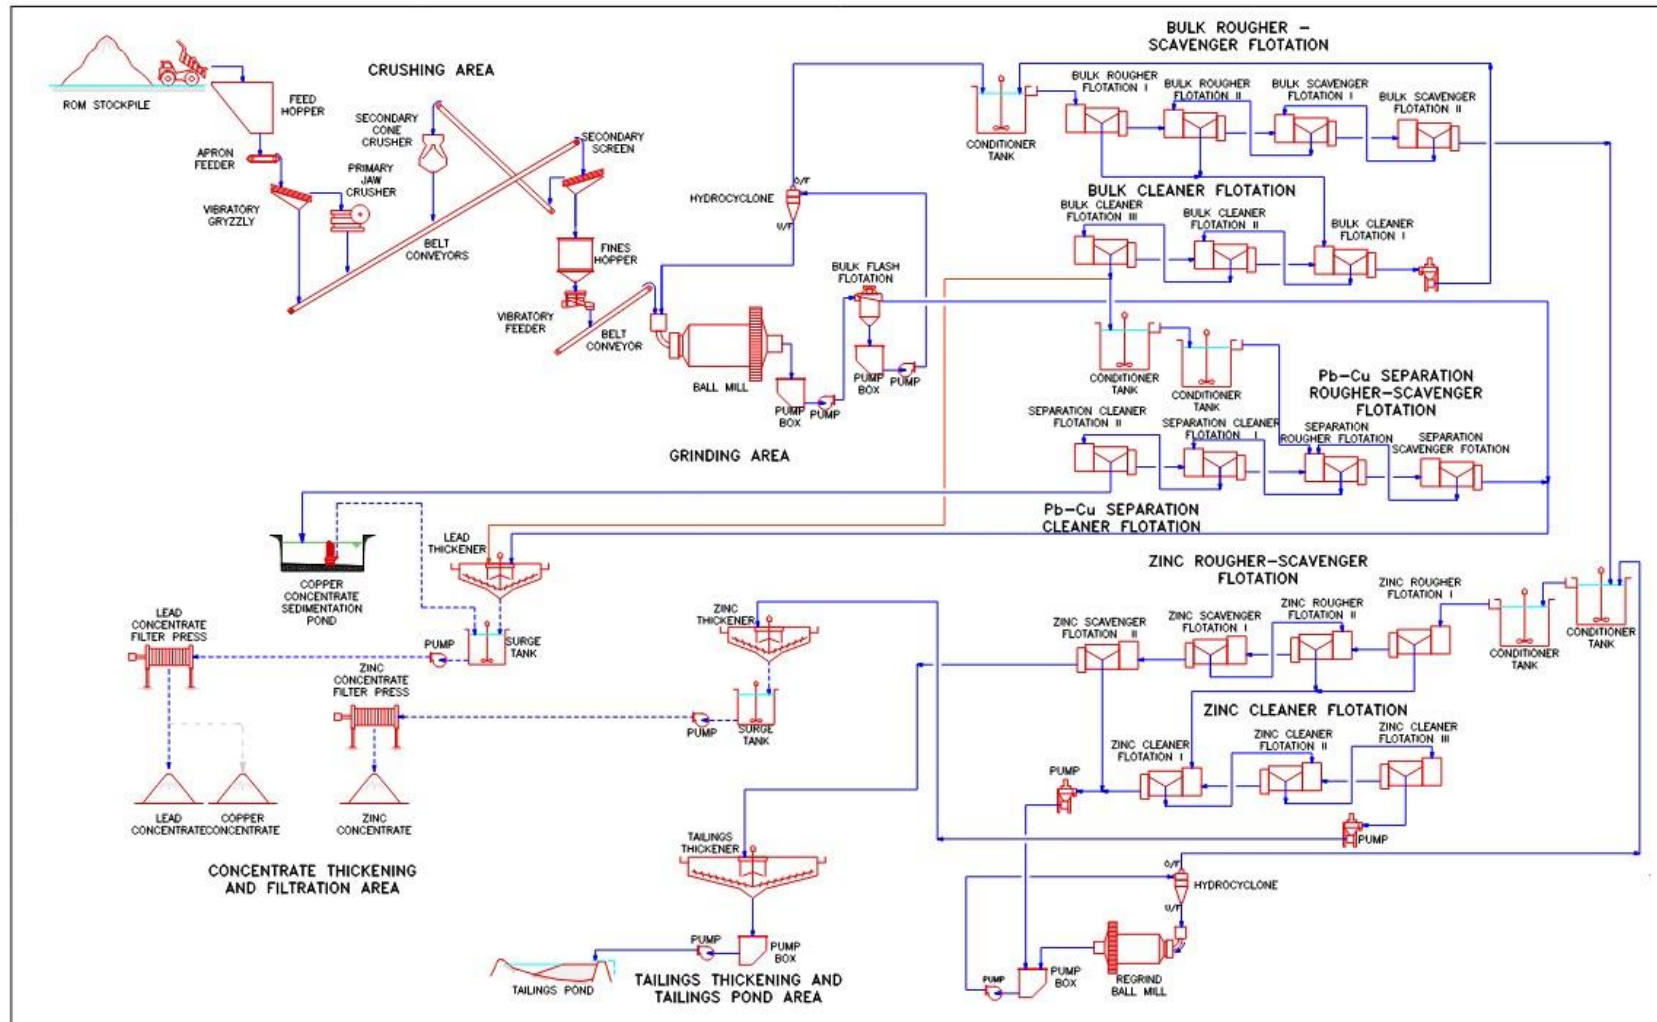 BULK ROUGHER -
SCAVENGER FLOTATION
CRUSHING AREA
ROM STOCKPILE
FEED
HOPPER
APRON
FEEDER
VIBRATORY
GRYZZLY
PRIMARY
JAW
CRUSHER
SECONDARY
CONE
CRUSHER
BELT
CONVEYORS
SECONDARY
SCREEN
FINES
HOPPER
VIBRATORY
FEEDER
BELT
CONVEYOR
HYDROCYCLONE
O/F
U/F
BULK FLASH
FLOTATION
BALL MILL
PUMP
BOX
PUMP
PUMP
BOX
PUMP
GRINDING AREA
CONDITIONER
TANK
BULK ROUGHER
FLOTATION I
BULK ROUGHER
FLOTATION II
BULK SCAVENGER
FLOTATION I
BULK SCAVENGER
FLOTATION II
BULK CLEANER FLOTATION
BULK CLEANER
FLOTATION III
BULK CLEANER
FLOTATION II
BULK CLEANER
FLOTATION I
CONDITIONER
TANK
CONDITIONER
TANK
Pb-Cu SEPARATION
ROUGHER-SCAVENGER
FLOTATION
SEPARATION CLEANER
FLOTATION II
SEPARATION CLEANER
FLOTATION I
SEPARATION
ROUGHER FLOTATION
SEPARATION
SCAVENGER FOTATION
Pb-Cu SEPARATION
CLEANER FLOTATION
LEAD
THICKENER
COPPER
CONCENTRATE
SEDIMENTATION
POND
LEAD
CONCENTRATE
FILTER PRESS
PUMP
SURGE
TANK
ZINC
CONCENTRATE
FILTER PRESS
ZINC
THICKENER
PUMP
SURGE
TANK
LEAD
CONCENTRATE
COPPER
CONCENTRATE
ZINC
CONCENTRATE
CONCENTRATE THICKENING
AND FILTRATION AREA
ZINC ROUGHER-SCAVENGER
FLOTATION
ZINC SCAVENGER
FLOTATION II
ZINC SCAVENGER
FLOTATION I
ZINC ROUGHER
FLOTATION II
ZINC ROUGHER
FLOTATION I
CONDITIONER
TANK
CONDITIONER
TANK
ZINC CLEANER FLOTATION
ZINC CLEANER
FLOTATION I
ZINC CLEANER
FLOTATION II
ZINC CLEANER
FLOTATION III
PUMP
PUMP
TAILINGS
THICKENER
PUMP
PUMP
BOX
TAILINGS POND
TAILINGS THICKENING AND
TAILINGS POND AREA
O/F
HYDROCYCLONE
U/F
PUMP
PUMP
BOX
REGRIND
BALL MILL